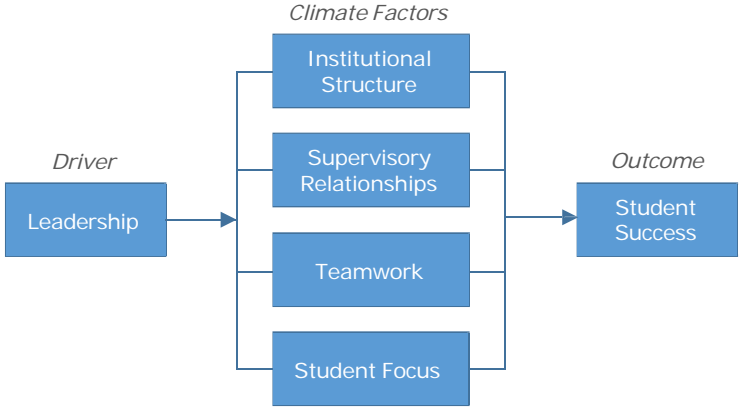 Climate Factors
Institutional
Structure
Driver
Supervisory
Relationships
Outcome
Leadership
Student
Success
Teamwork
Student Focus